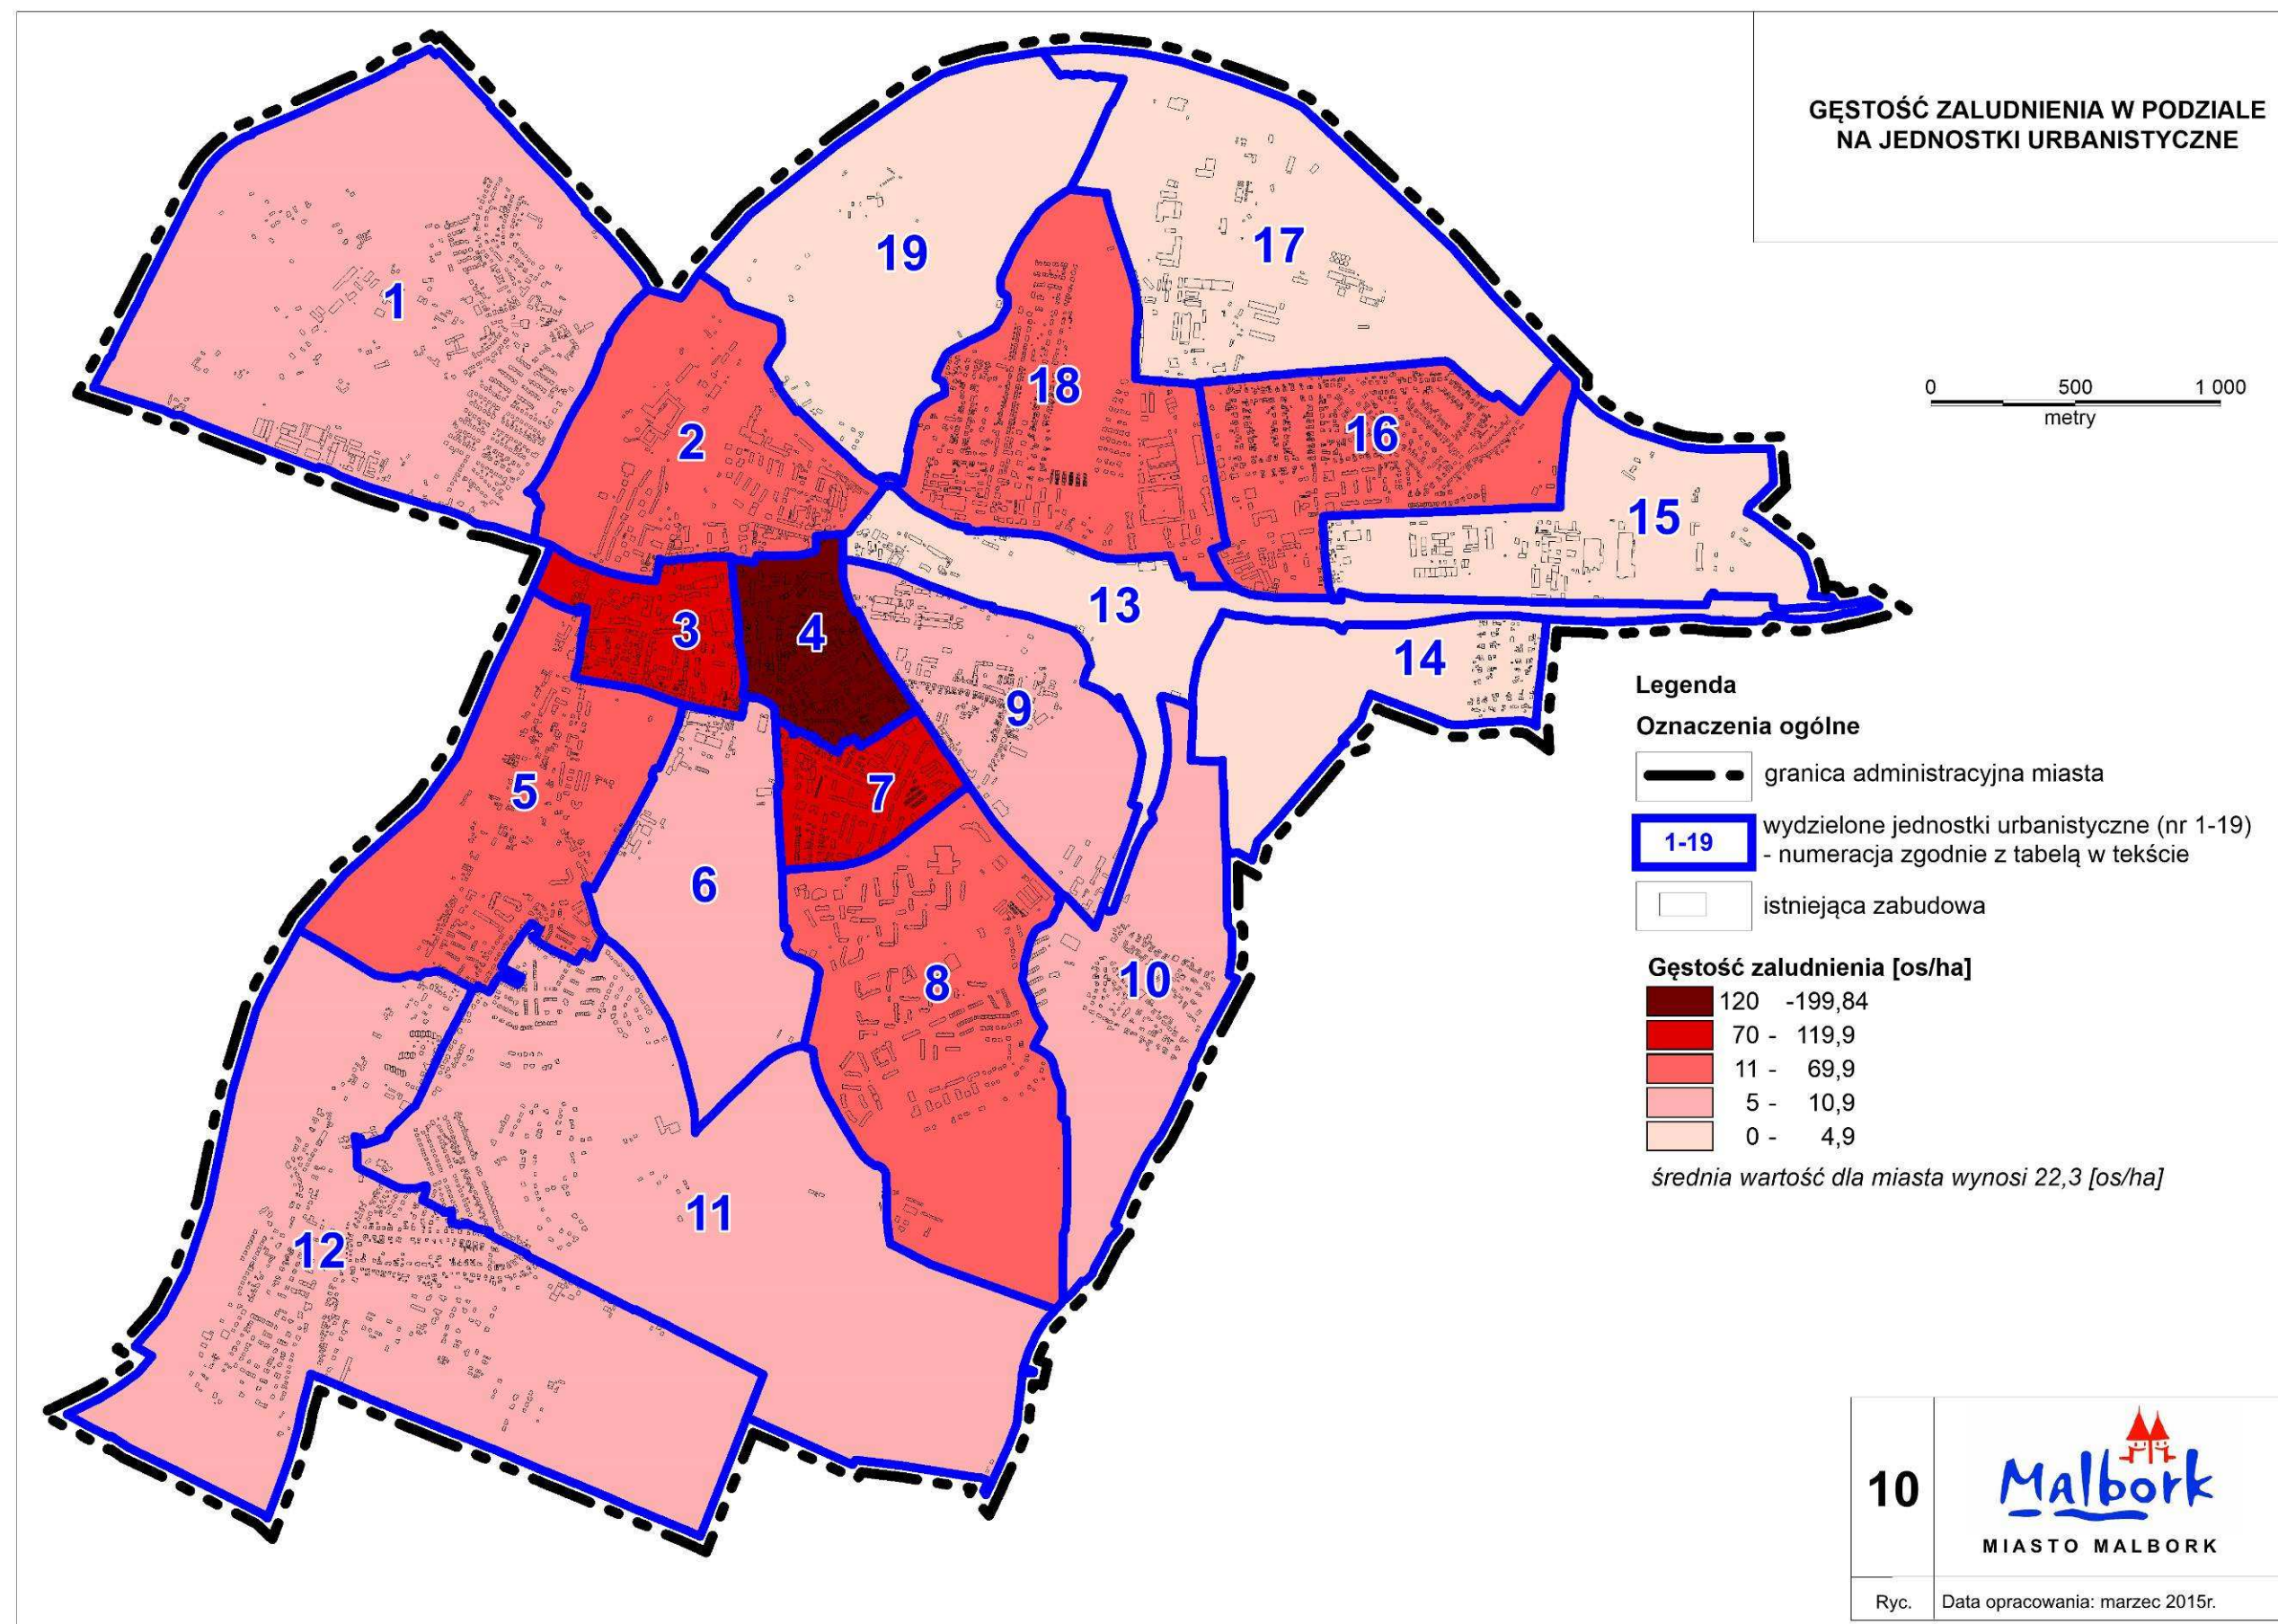 GĘSTOŚĆ ZALUDNIENIA W PODZIALE
NA JEDNOSTKI URBANISTYCZNE
0 500 1 000
metry
1
2
3
4
5
6
7
8
9
10
11
12
13
14
15
16
17
18
19
Legenda
Oznaczenia ogólne
granica administracyjna miasta
1-19
wydzielone jednostki urbanistyczne (nr 1-19)
- numeracja zgodnie z tabelą w tekście
istniejąca zabudowa
Gęstość zaludnienia [os/ha]
120 -199,84
70 - 119,9
11 - 69,9
5 - 10,9
0 - 4,9
średnia wartość dla miasta wynosi 22,3 [os/ha]
10
Malbork
MIASTO MALBORK
Ryc.
Data opracowania: marzec 2015r.